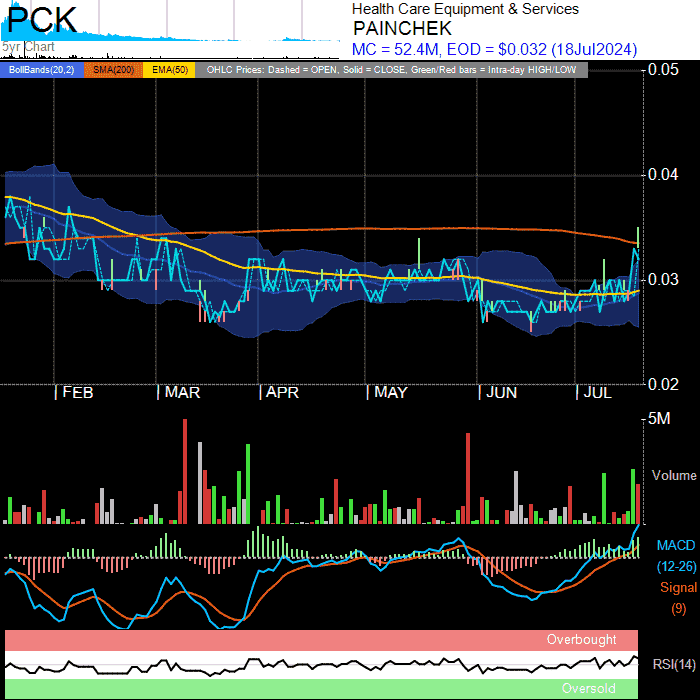 PCK
5yr Chart
Health Care Equipment & Services
PAINCHEK
MC = 52.4M, EOD = $0.032 (18Jul2024)
BollBands(20,2) SMA(200) EMA(50) OHLC Prices: Dashed = OPEN, Solid = CLOSE, Green/Red bars = Intra-day HIGH/LOW
0.05
0.04
0.03
0.02
FEB MAR APR MAY JUN JUL
5M
Volume
MACD
(12-26)
Signal
(9)
Overbought
RSI(14)
Oversold